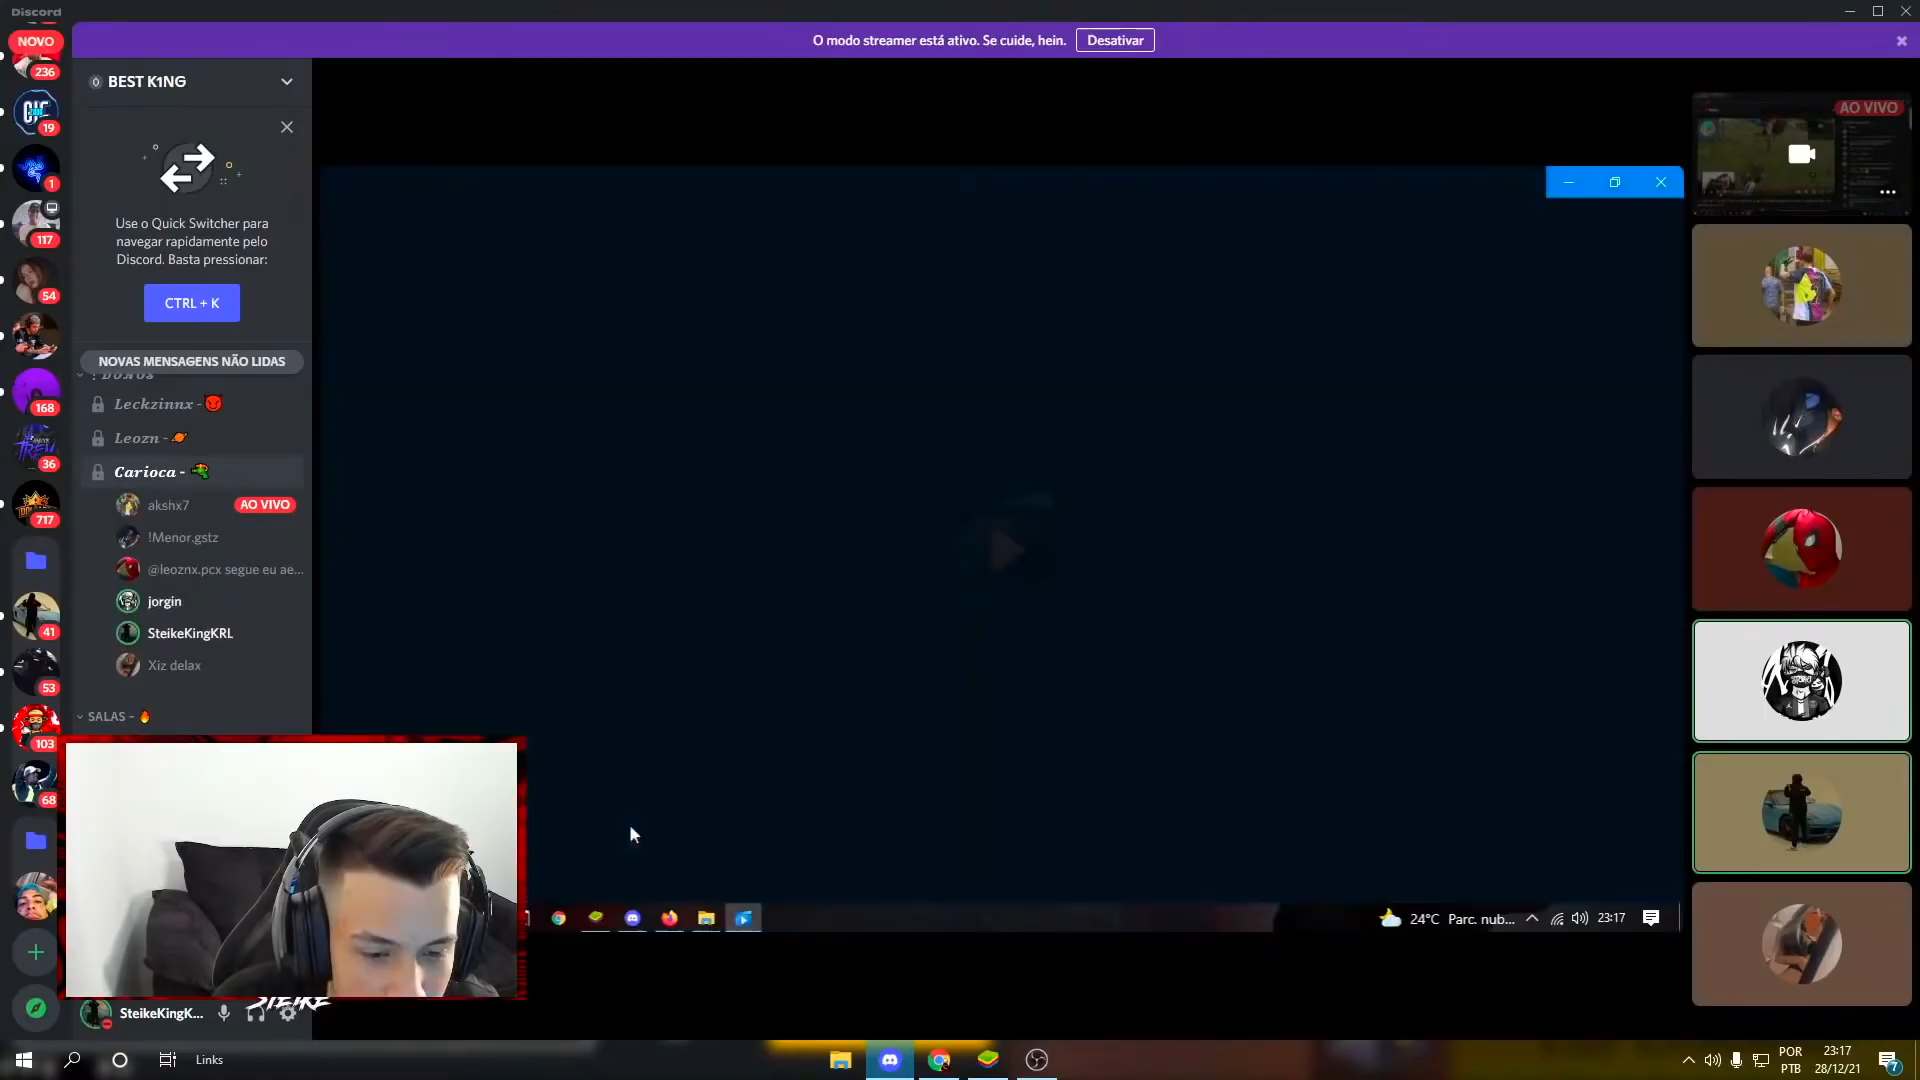 Discord
O modo streamer está ativo. Se cuide, hein.
Desativar
NOVO
236
19
1
117
54
168
36
717
41
53
103
68
BEST K1NG
Use o Quick Switcher para
navegar rapidamente pelo
Discord. Basta pressionar:
CTRL + K
NOVAS MENSAGENS NÃO LIDAS
Leckzinnx -
Leozn -
Carioca -
akshx7
AO VIVO
!Menor.gstz
@leoznx.pcx segue eu ae...
jorgin
SteikeKingKRL
Xiz delax
SALAS -
AO VIVO
24°C Parc. nub...
23:17
STEIKE
SteikeKingK...
Links
POR
PTB
23:17
28/12/21
7